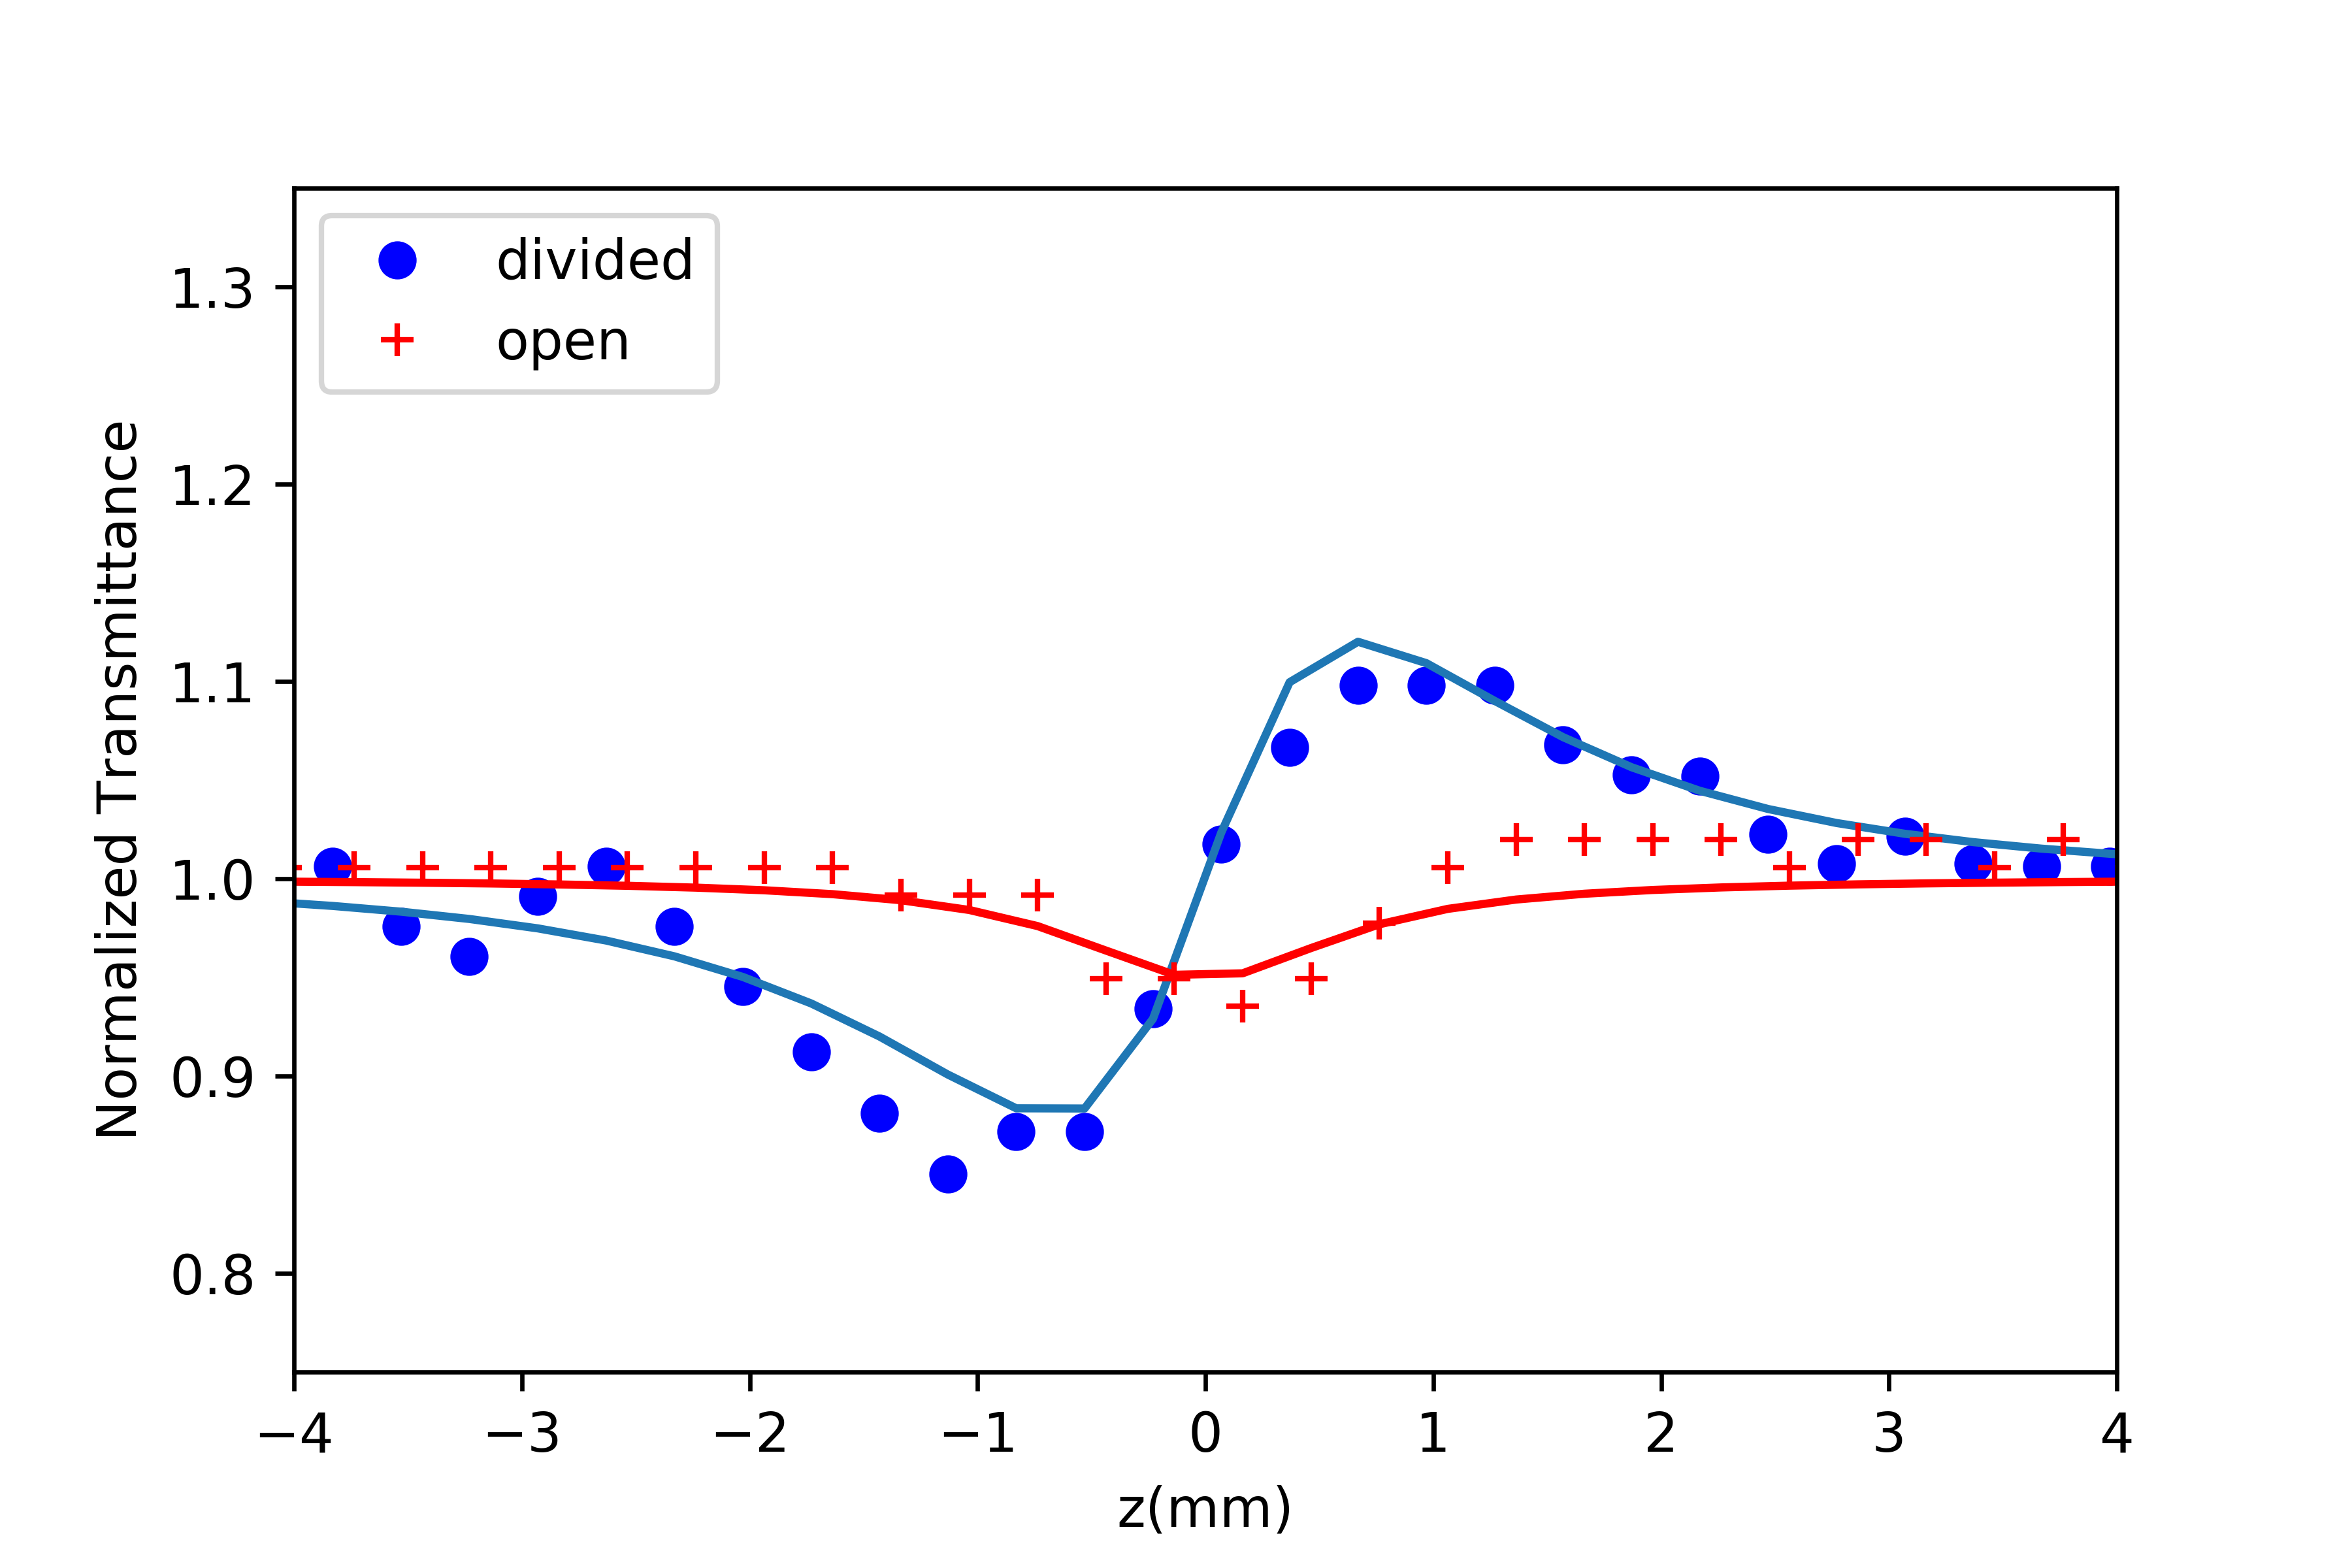 divided
open
1.3
1.2
1.1
1.0
0.9
0.8
Normalized Transmittance
−4 −3 −2 −1 0 1 2 3 4
z(mm)